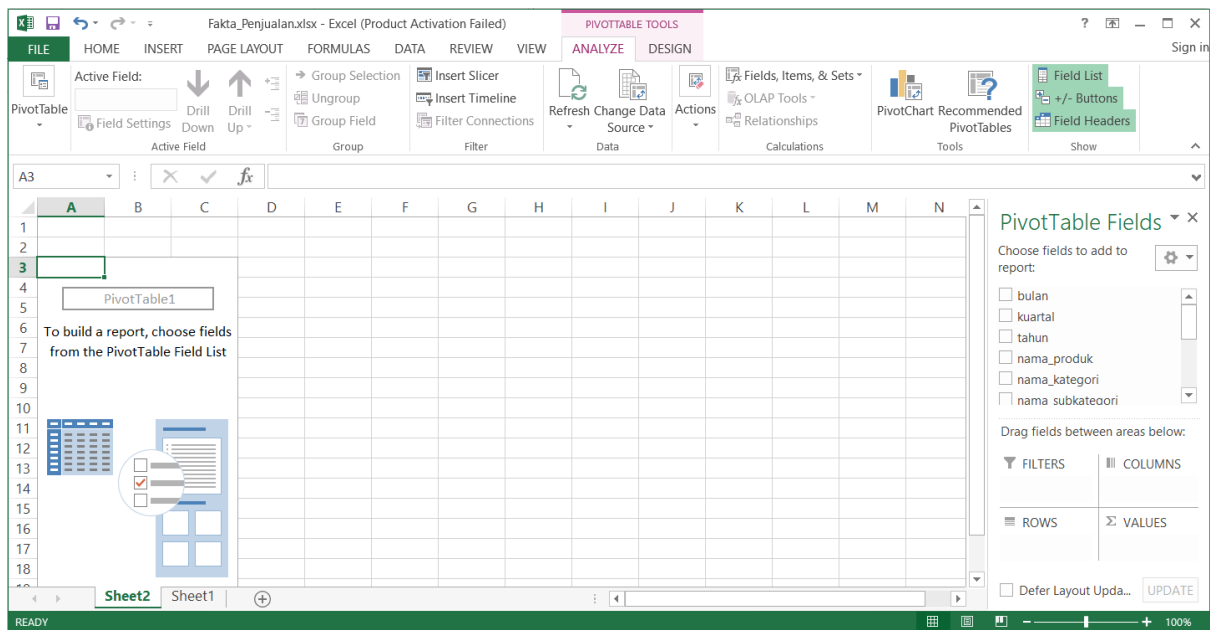 Fakta_Penjualan.xlsx - Excel (Product Activation Failed)
PIVOTTABLE TOOLS
?
FILE HOME INSERT PAGE LAYOUT FORMULAS DATA REVIEW VIEW ANALYZE DESIGN Sign in
PivotTable
Active Field:
Field Settings
Drill Down
Drill Up
Active Field
Group Selection
Ungroup
Group Field
Group
Insert Slicer
Insert Timeline
Filter Connections
Filter
Refresh
Change Data Source
Data
Actions
Fields, Items, & Sets
OLAP Tools
Relationships
Calculations
PivotChart
Recommended PivotTables
Tools
Field List
+/- Buttons
Field Headers
Show
A3
fx
A B C D E F G H I J K L M N
1
2
3
4
5
6
7
8
9
10
11
12
13
14
15
16
17
18
PivotTable1
To build a report, choose fields
from the PivotTable Field List
PivotTable Fields
Choose fields to add to
report:
bulan
kuartal
tahun
nama_produk
nama_kategori
nama_subkategori
Drag fields between areas below:
FILTERS
COLUMNS
ROWS
Σ VALUES
Defer Layout Upda... UPDATE
Sheet2 Sheet1
READY
100%